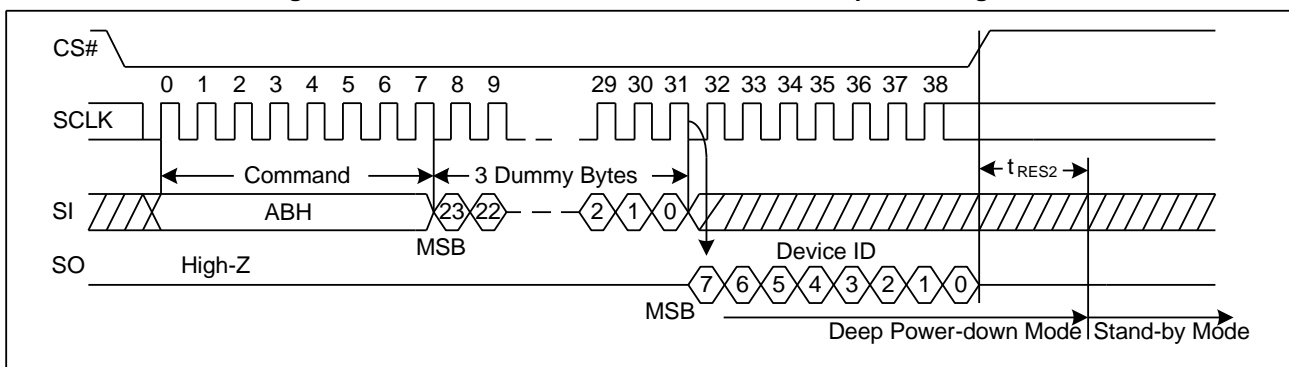 CS#
0 1 2 3 4 5 6 7 8 9 29 30 31 32 33 34 35 36 37 38
SCLK
Command 3 Dummy Bytes tRES2
SI ABH 23 22 2 1 0
MSB Device ID
SO High-Z
7 6 5 4 3 2 1 0
MSB
Deep Power-down Mode Stand-by Mode